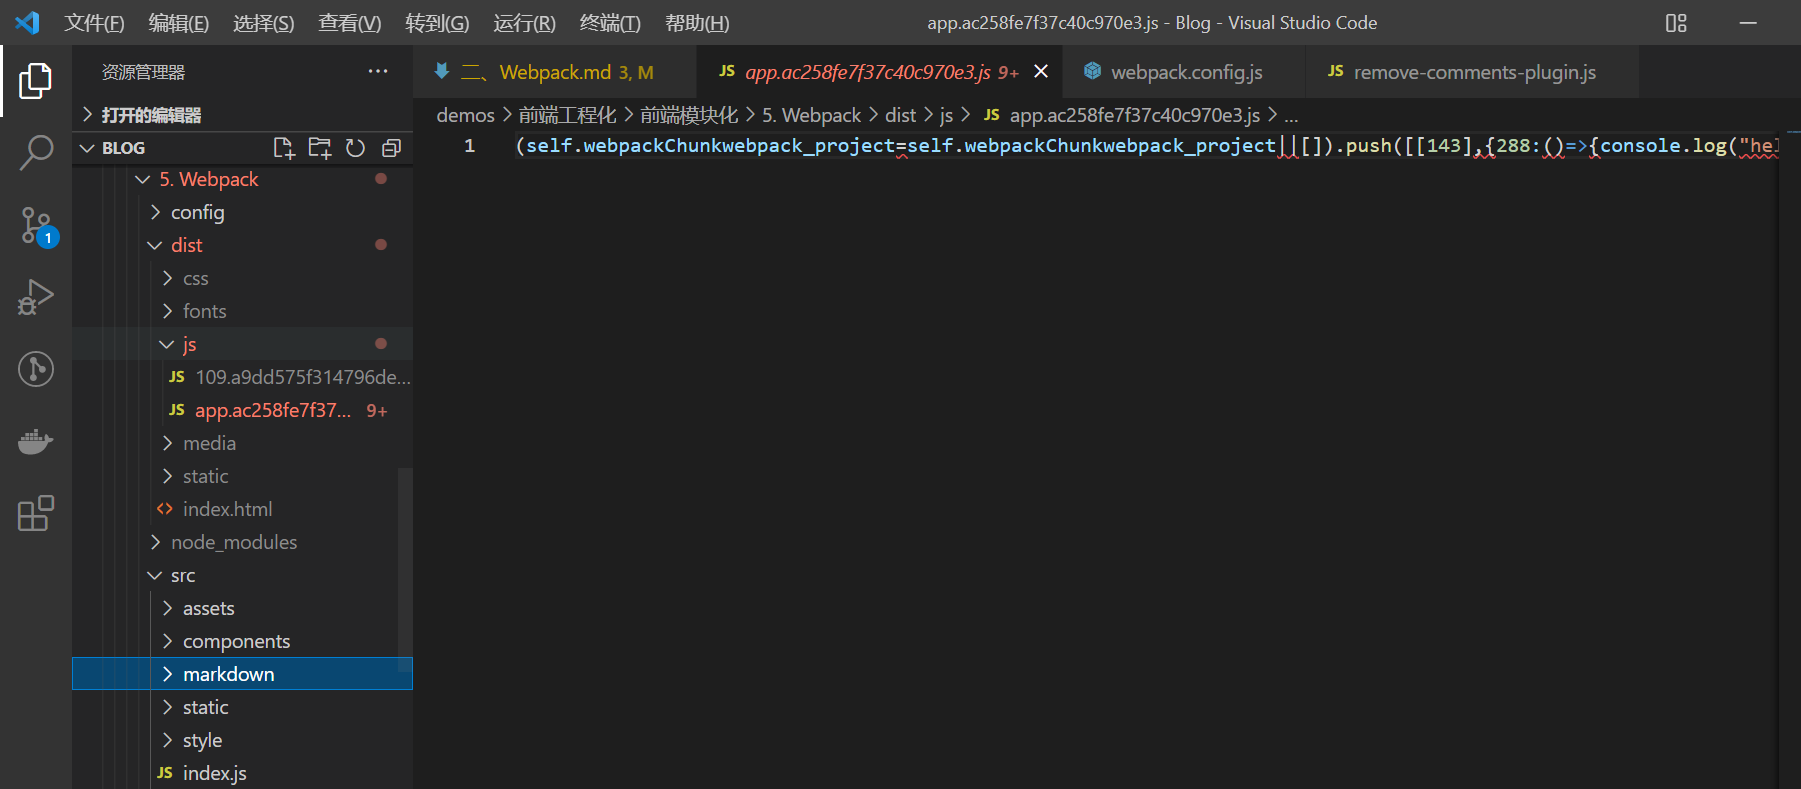 文件(F) 编辑(E) 选择(S) 查看(V) 转到(G) 运行(R) 终端(T) 帮助(H) app.ac258fe7f37c40c970e3.js - Blog - Visual Studio Code
资源管理器 ···
二、Webpack.md 3, M JS app.ac258fe7f37c40c970e3.js 9+ webpack.config.js JS remove-comments-plugin.js
打开的编辑器
demos > 前端工程化 > 前端模块化 > 5. Webpack > dist > js > JS app.ac258fe7f37c40c970e3.js > ...
BLOG
1 (self.webpackChunkwebpack_project=self.webpackChunkwebpack_project||[]).push([[143],{288:()=>{console.log("hel
5. Webpack
config
1
dist
css
fonts
js
JS 109.a9dd575f314796de...
JS app.ac258fe7f37... 9+
media
static
<> index.html
node_modules
src
assets
components
markdown
static
style
JS index.js